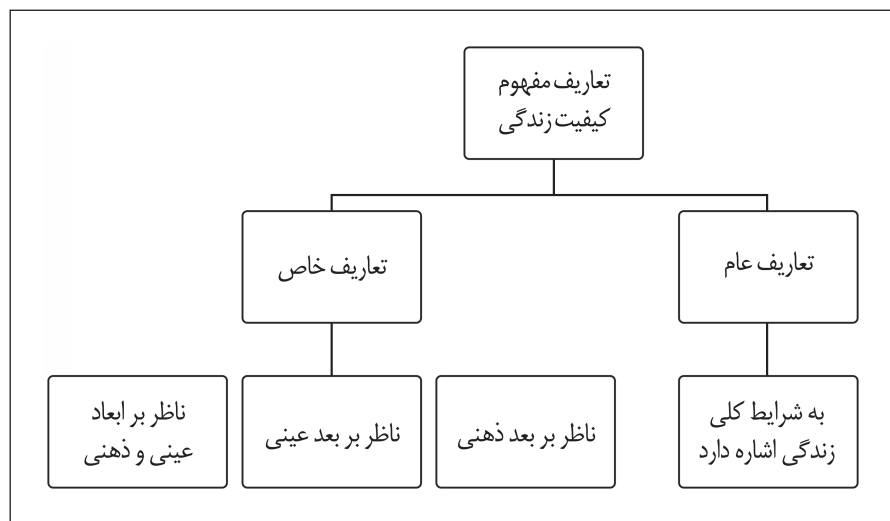 تعاریف مفهوم
کیفیت زندگی
تعاریف عام
تعاریف خاص
به شرایط کلی
زندگی اشاره دارد
ناظر بر بعد ذهنی
ناظر بر بعد عینی
ناظر بر ابعاد
عینی و ذهنی